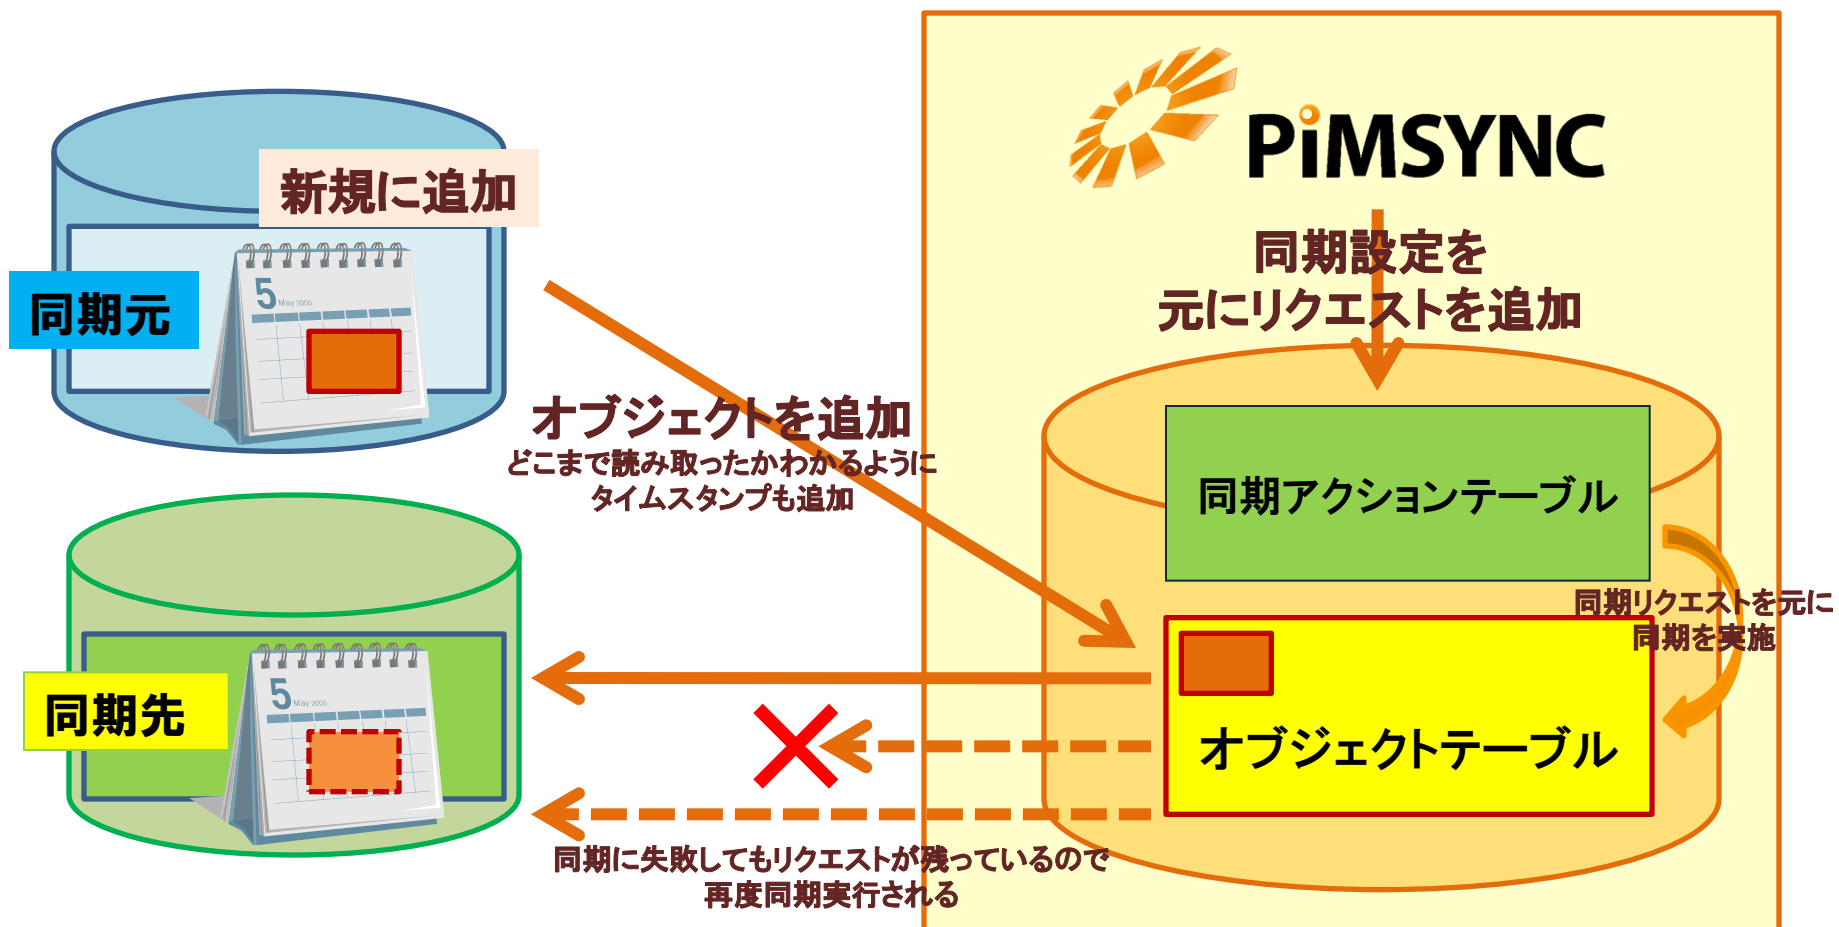 PiMSYNC
新規に追加
同期元
5
May 2005
同期設定を
元にリクエストを追加
オブジェクトを追加
どこまで読み取ったかわかるように
タイムスタンプも追加
同期アクションテーブル
同期リクエストを元に
同期を実施
同期先
5
May 2005
オブジェクトテーブル
同期に失敗してもリクエストが残っているので
再度同期実行される